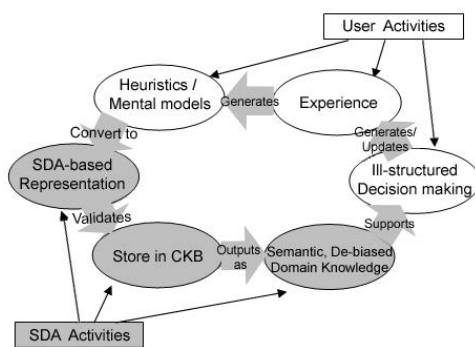 User Activities
Heuristics /
Mental models
Generates
Experience
Convert to
Generates/
Updates
SDA-based
Representation
Ill-structured
Decision making
Validates
Supports
Store in CKB
Outputs
as
Semantic, De-biased
Domain Knowledge
SDA Activities